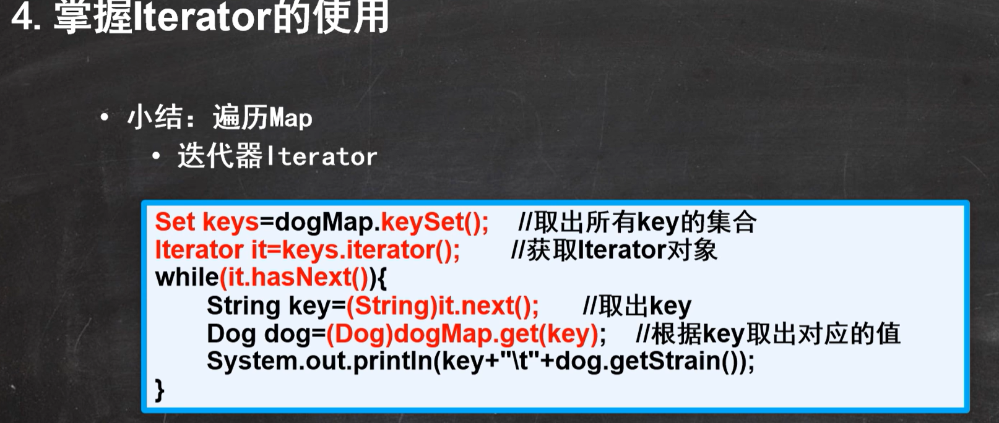 4. 掌握Iterator的使用
• 小结：遍历Map
• 迭代器Iterator
Set keys=dogMap.keySet(); //取出所有key的集合
Iterator it=keys.iterator(); //获取Iterator对象
while(it.hasNext()){
String key=(String)it.next(); //取出key
Dog dog=(Dog)dogMap.get(key); //根据key取出对应的值
System.out.println(key+"\t"+dog.getStrain());
}